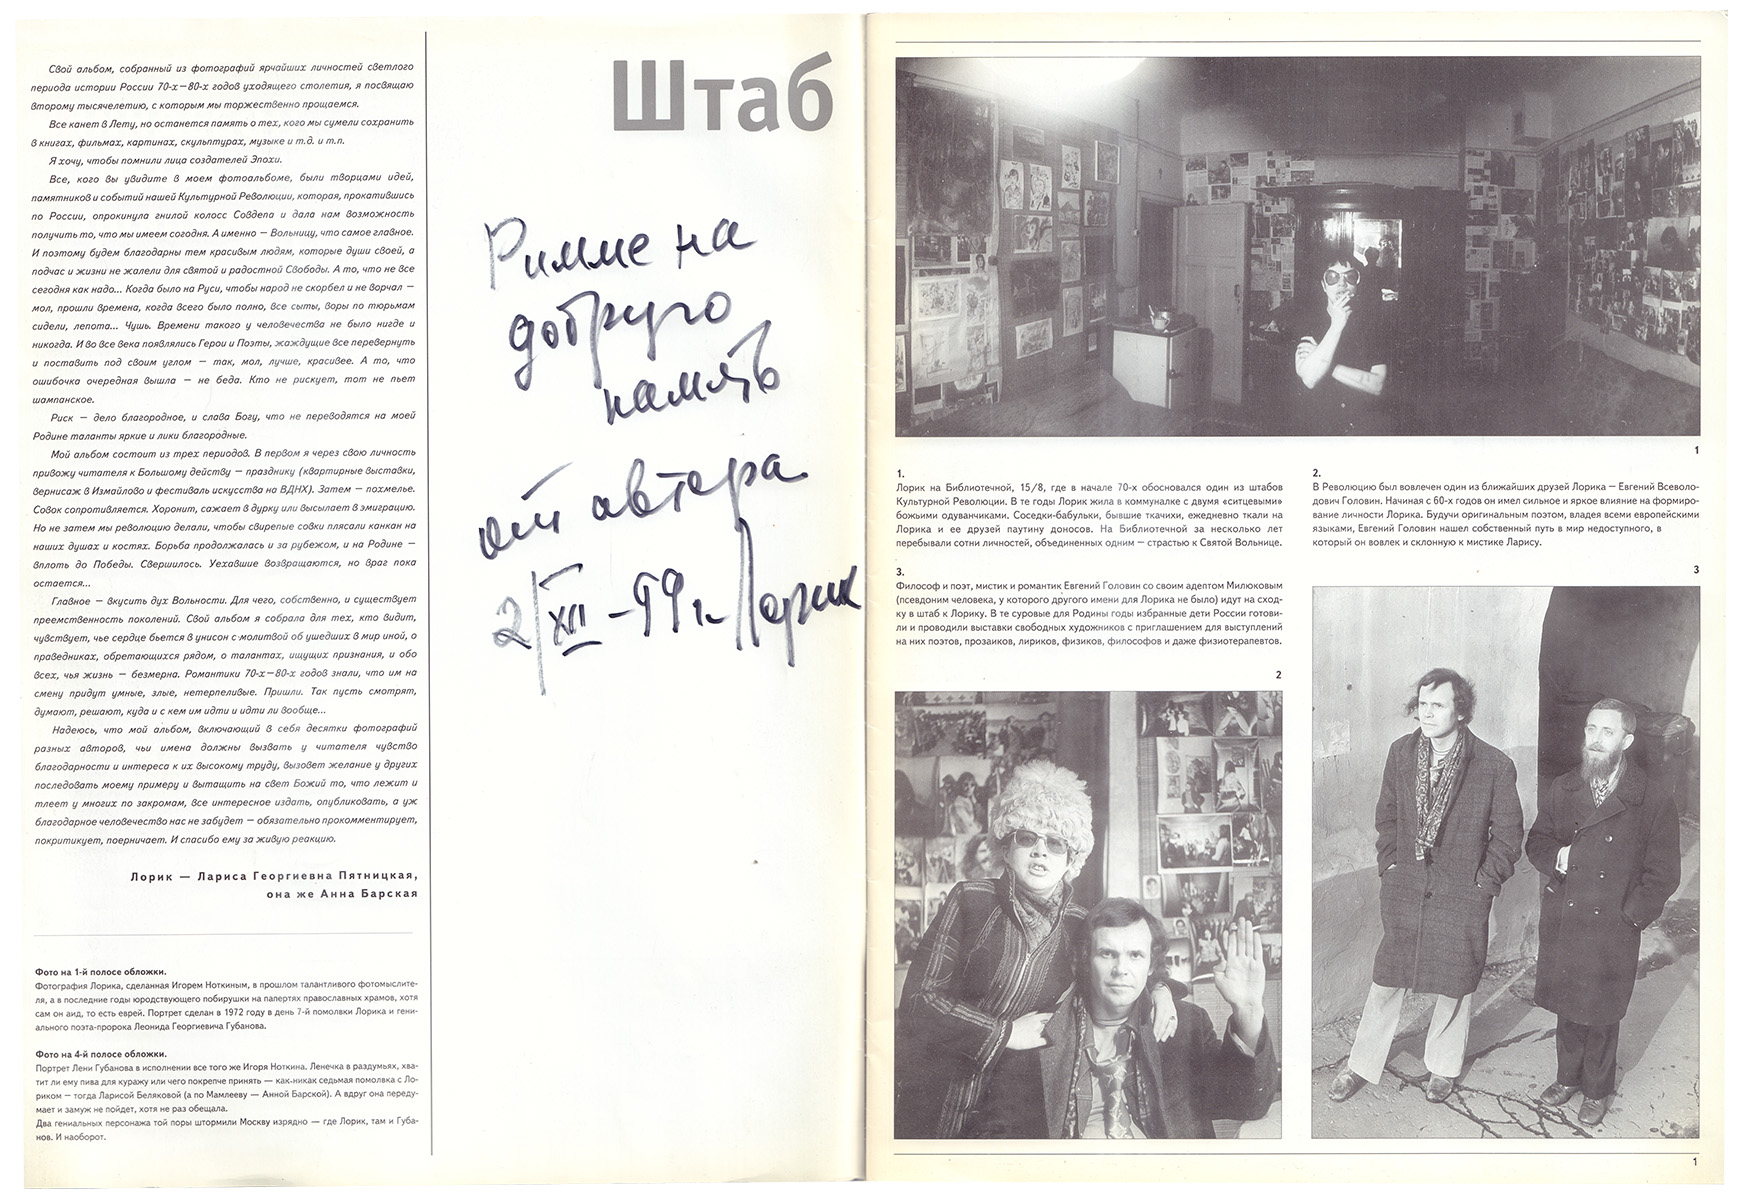 Свой альбом, собранный из фотографий ярчайших личностей светлого
периода истории России 70-х—80-х годов уходящего столетия, я посвящаю
второму тысячелетию, с которым мы торжественно прощаемся.
Все канет в Лету, но останется память о тех, кого мы сумели сохранить
в книгах, фильмах, картинах, скульптурах, музыке и т.д. и т.п.
Я хочу, чтобы помнили лица создателей Эпохи.
Все, кого вы увидите в моем фотоальбоме, были творцами идей,
памятников и событий нашей Культурной Революции, которая, прокатившись
по России, опрокинула гнилой колосс Совдепа и дала нам возможность
получить то, что мы имеем сегодня. А именно — Вольницу, что самое главное.
И поэтому будем благодарны тем красивым людям, которые души своей, а
подчас и жизни не жалели для святой и радостной Свободы. А то, что не все
сегодня как надо... Когда было на Руси, чтобы народ не скорбел и не ворчал —
мол, прошли времена, когда всего было полно, все сыты, воры по тюрьмам
сидели, лепота... Чушь. Времени такого у человечества не было нигде и
никогда. И во все века появлялись Герои и Поэты, жаждущие все перевернуть
и поставить под своим углом — так, мол, лучше, красивее. А то, что
ошибочка очередная вышла — не беда. Кто не рискует, тот не пьет
шампанское.
Риск — дело благородное, и слава Богу, что не переводятся на моей
Родине таланты яркие и лики благородные.
Мой альбом состоит из трех периодов. В первом я через свою личность
привожу читателя к Большому действу — празднику (квартирные выставки,
вернисаж в Измайлово и фестиваль искусства на ВДНХ). Затем — похмелье.
Совок сопротивляется. Хоронит, сажает в дурку или высылает в эмиграцию.
Но не затем мы революцию делали, чтобы свирепые совки плясали канкан на
наших душах и костях. Борьба продолжалась и за рубежом, и на Родине —
вплоть до Победы. Свершилось. Уехавшие возвращаются, но враг пока
остается...
Главное — вкусить дух Вольности. Для чего, собственно, и существует
преемственность поколений. Свой альбом я собрала для тех, кто видит,
чувствует, чье сердце бьется в унисон с молитвой об ушедших в мир иной, о
праведниках, обретающихся рядом, о талантах, ищущих признания, и обо
всех, чья жизнь — безмерна. Романтики 70-х—80-х годов знали, что им на
смену придут умные, злые, нетерпеливые. Пришли. Так пусть смотрят,
думают, решают, куда и с кем им идти и идти ли вообще...
Надеюсь, что мой альбом, включающий в себя десятки фотографий
разных авторов, чьи имена должны вызвать у читателя чувство
благодарности и интереса к их высокому труду, вызовет желание у других
последовать моему примеру и вытащить на свет Божий то, что лежит и
тлеет у многих по закромам, все интересное издать, опубликовать, а уж
благодарное человечество нас не забудет — обязательно прокомментирует,
покритикует, поерничает. И спасибо ему за живую реакцию.
Лорик — Лариса Георгиевна Пятницкая,
она же Анна Барская
Фото на 1-й полосе обложки.
Фотография Лорика, сделанная Игорем Ноткиным, в прошлом талантливого фотомыслите-
ля, а в последние годы юродствующего побирушки на папертях православных храмов, хотя
сам он аид, то есть еврей. Портрет сделан в 1972 году в день 7-й помолвки Лорика и гени-
ального поэта-пророка Леонида Георгиевича Губанова.
Фото на 4-й полосе обложки.
Портрет Лени Губанова в исполнении все того же Игоря Ноткина. Ленечка в раздумьях, хва-
тит ли ему пива для куражу или чего покрепче принять — как-никак седьмая помолвка с Ло-
риком — тогда Ларисой Беляковой (а по Мамлееву — Анной Барской). А вдруг она переду-
мает и замуж не пойдет, хотя не раз обещала.
Два гениальных персонажа той поры штормили Москву изрядно — где Лорик, там и Губа-
нов. И наоборот.
Штаб
Римме на
добрую
память
от автора
2/XII – 99 г. Лорик
1
1.
Лорик на Библиотечной, 15/8, где в начале 70-х обосновался один из штабов
Культурной Революции. В те годы Лорик жила в коммуналке с двумя «ситцевыми»
божьими одуванчиками. Соседки-бабульки, бывшие ткачихи, ежедневно ткали на
Лорика и ее друзей паутину доносов. На Библиотечной за несколько лет
перебывали сотни личностей, объединенных одним — страстью к Святой Вольнице.
2.
В Революцию был вовлечен один из ближайших друзей Лорика — Евгений Всеволо-
дович Головин. Начиная с 60-х годов он имел сильное и яркое влияние на формиро-
вание личности Лорика. Будучи оригинальным поэтом, владея всеми европейскими
языками, Евгений Головин нашел собственный путь в мир недоступного, в
который он вовлек и склонную к мистике Ларису.
3.
Философ и поэт, мистик и романтик Евгений Головин со своим адептом Милюковым
(псевдоним человека, у которого другого имени для Лорика не было) идут на сход-
ку в штаб к Лорику. В те суровые для Родины годы избранные дети России готови-
ли и проводили выставки свободных художников с приглашением для выступлений
на них поэтов, прозаиков, лириков, физиков, философов и даже физиотерапевтов.
3
2
1